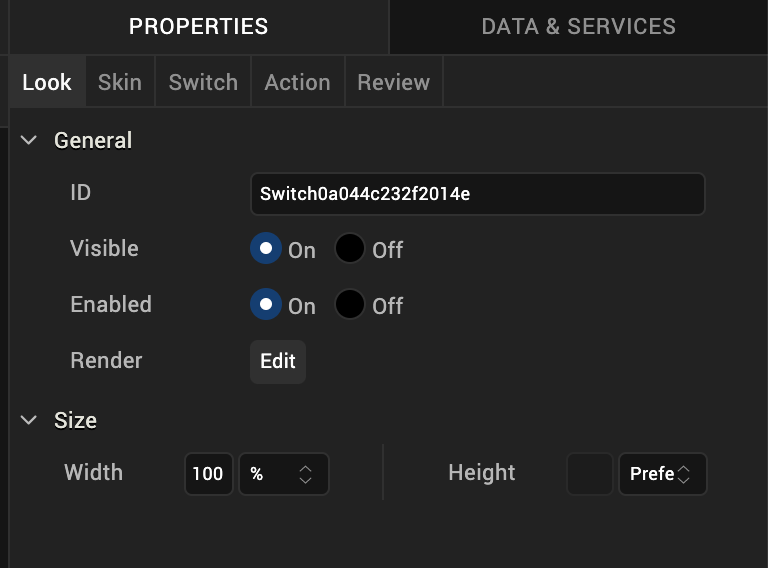 PROPERTIES DATA & SERVICES
Look Skin Switch Action Review
General
ID Switch0a044c232f2014e
Visible On Off
Enabled On Off
Render Edit
Size
Width 100 % Height Prefe